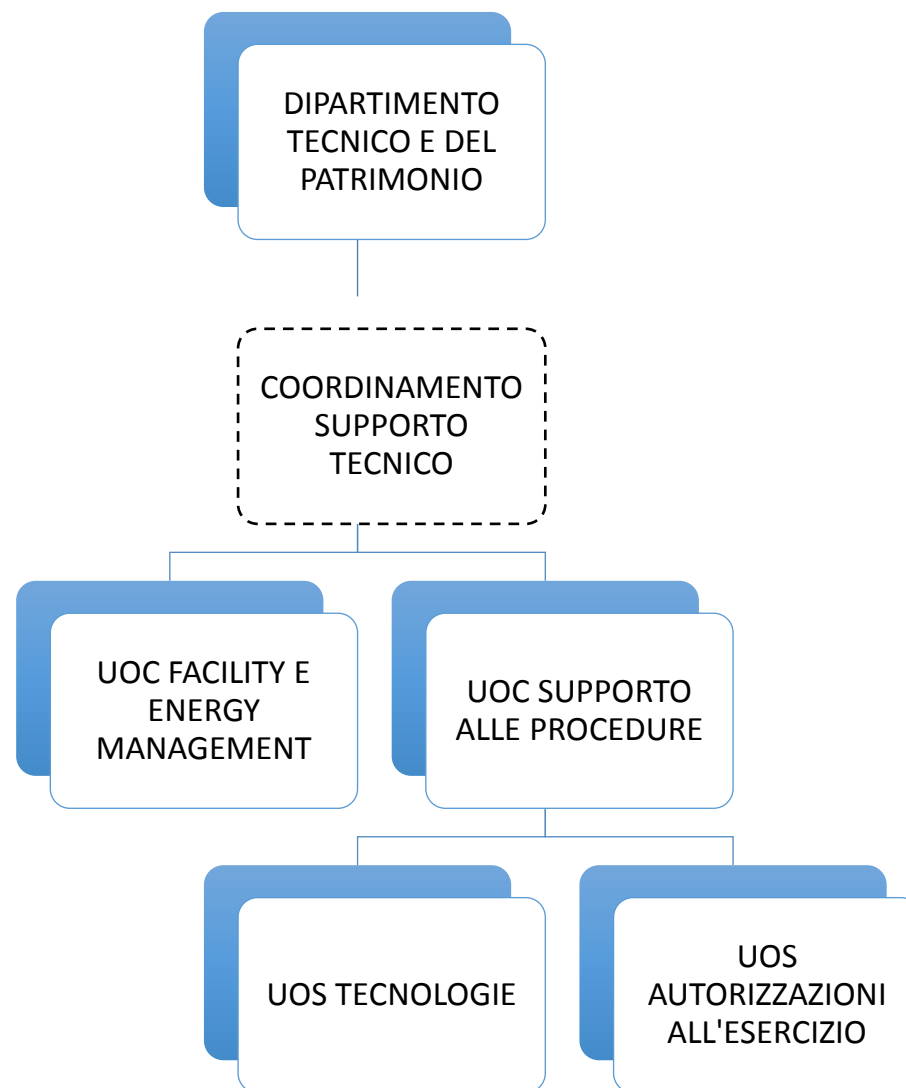 DIPARTIMENTO
TECNICO E DEL
PATRIMONIO
COORDINAMENTO
SUPPORTO
TECNICO
UOC FACILITY E
ENERGY
MANAGEMENT
UOC SUPPORTO
ALLE PROCEDURE
UOS TECNOLOGIE
UOS
AUTORIZZAZIONI
ALL'ESERCIZIO